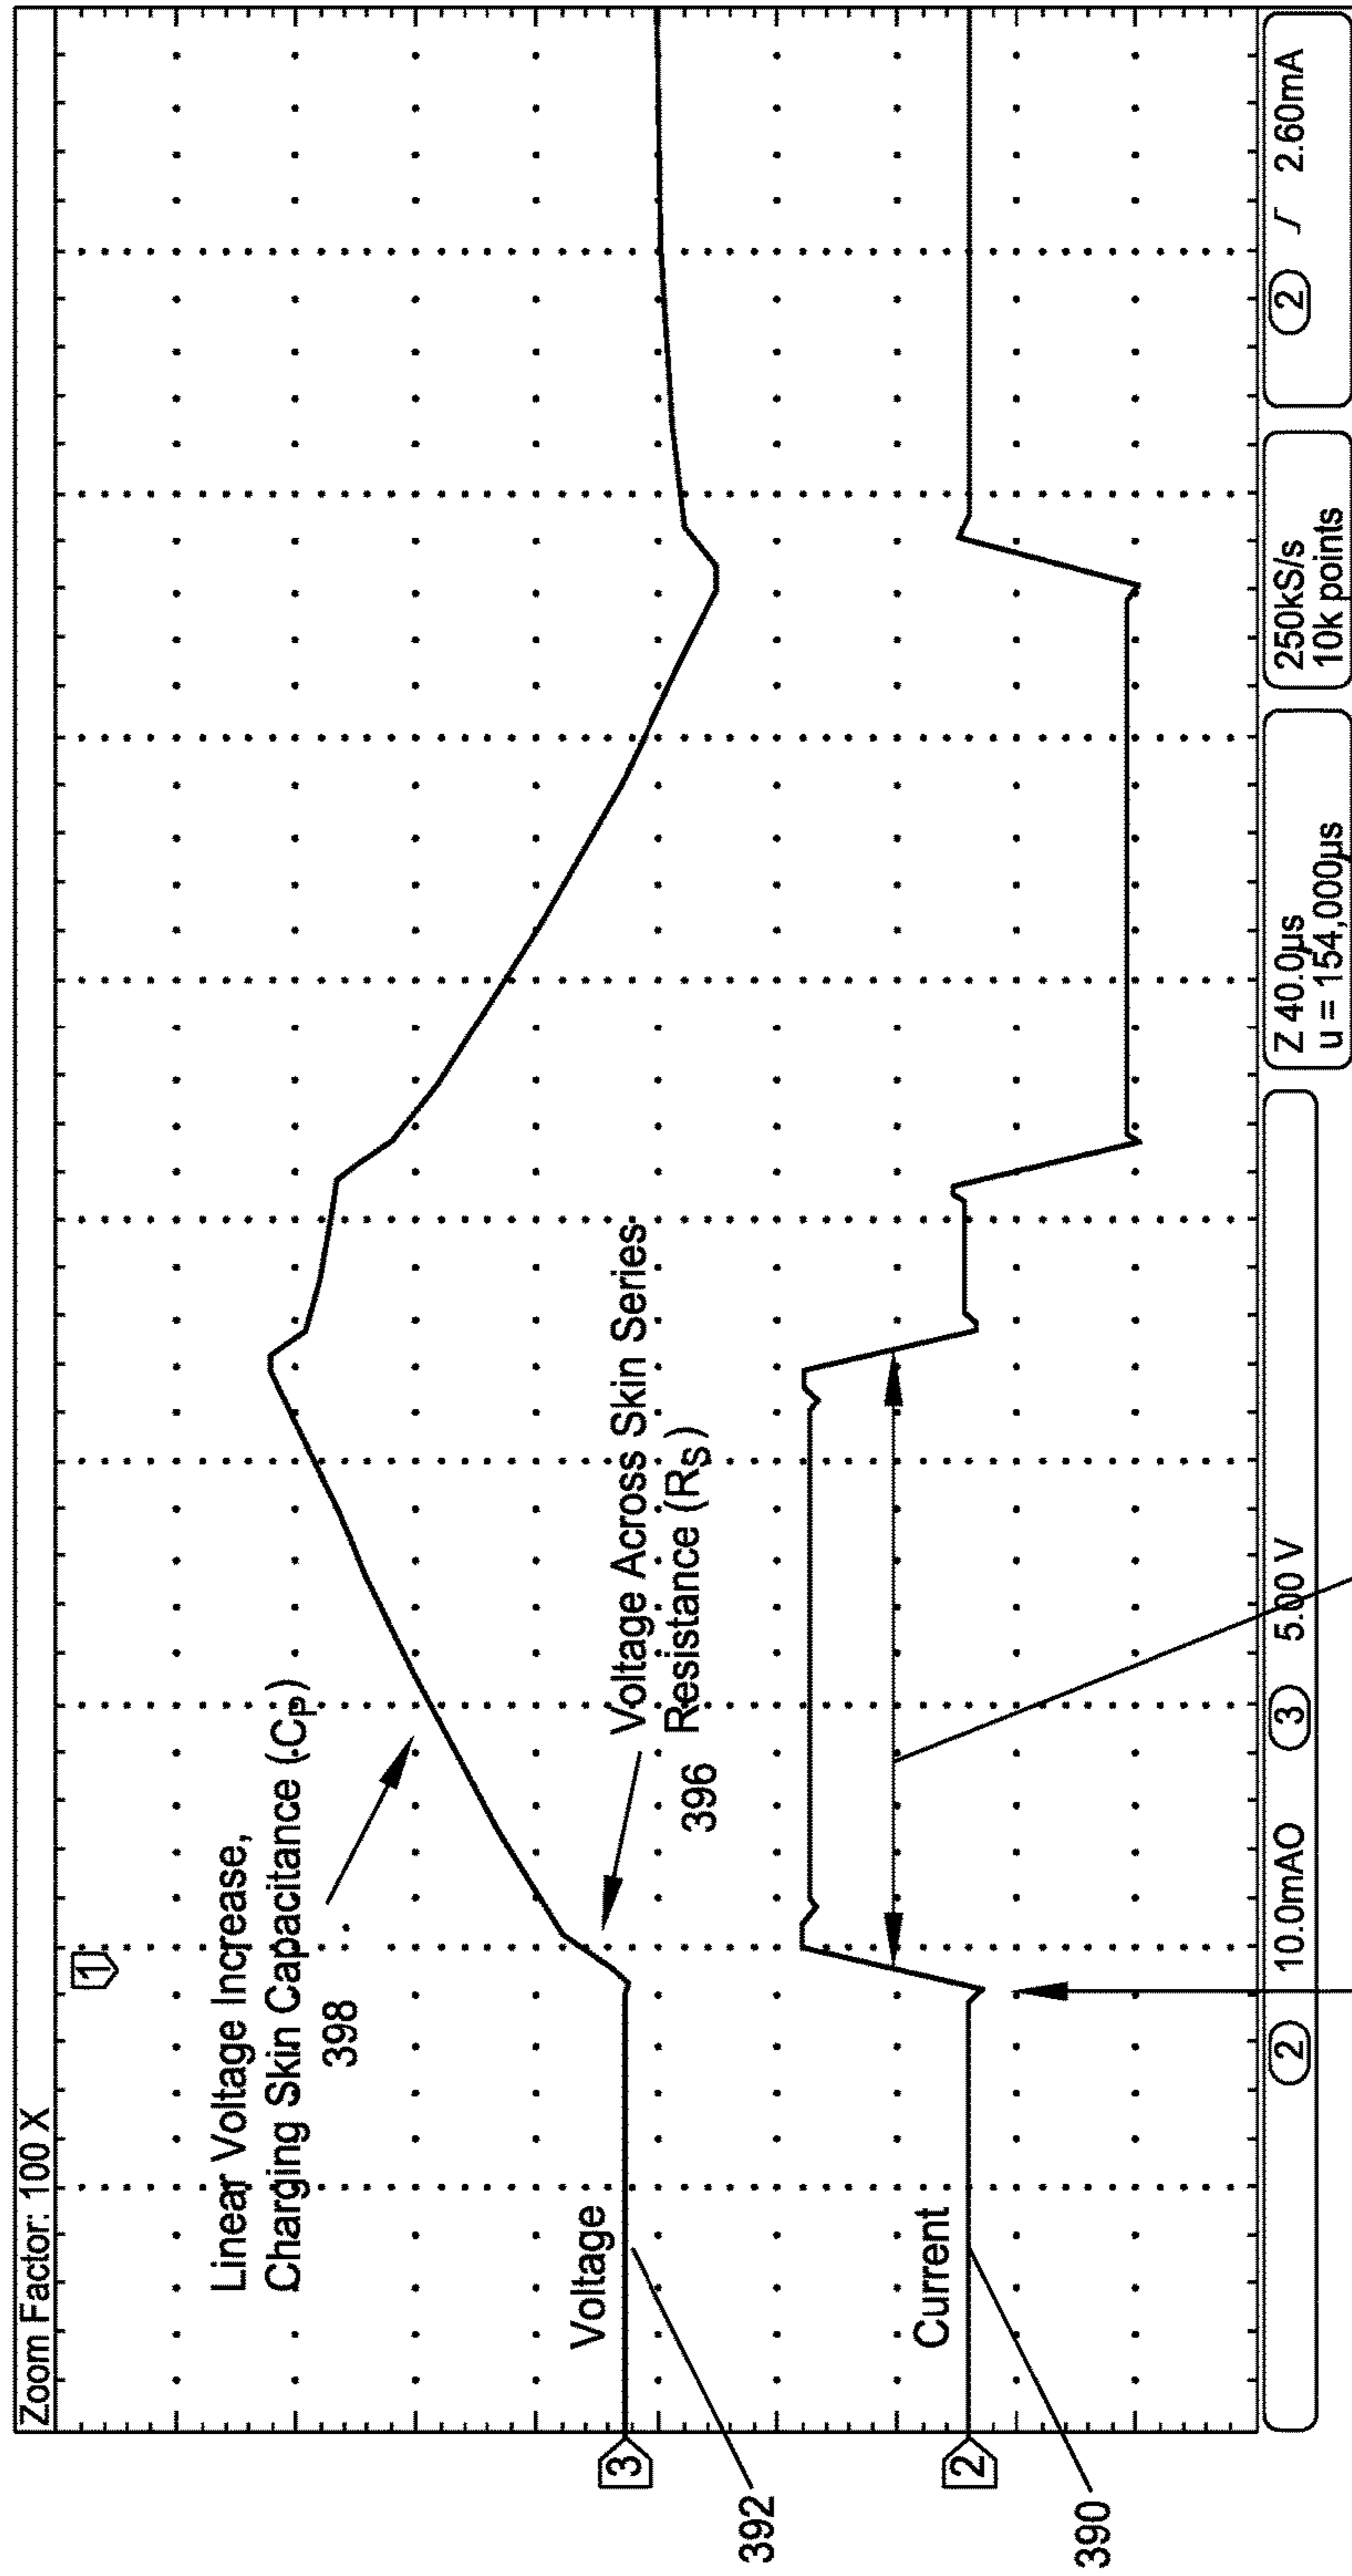 Zoom Factor: 100 X
1
Linear Voltage Increase,
Charging Skin Capacitance (.CP)
398
Voltage Across Skin Series
Resistance (RS)
396
Voltage
3
392
Current
2
390
2 10.0mAO 3 5.00 V
Z 40.0µs
u = 154,000µs
250kS/s
10k points
2 2.60mA